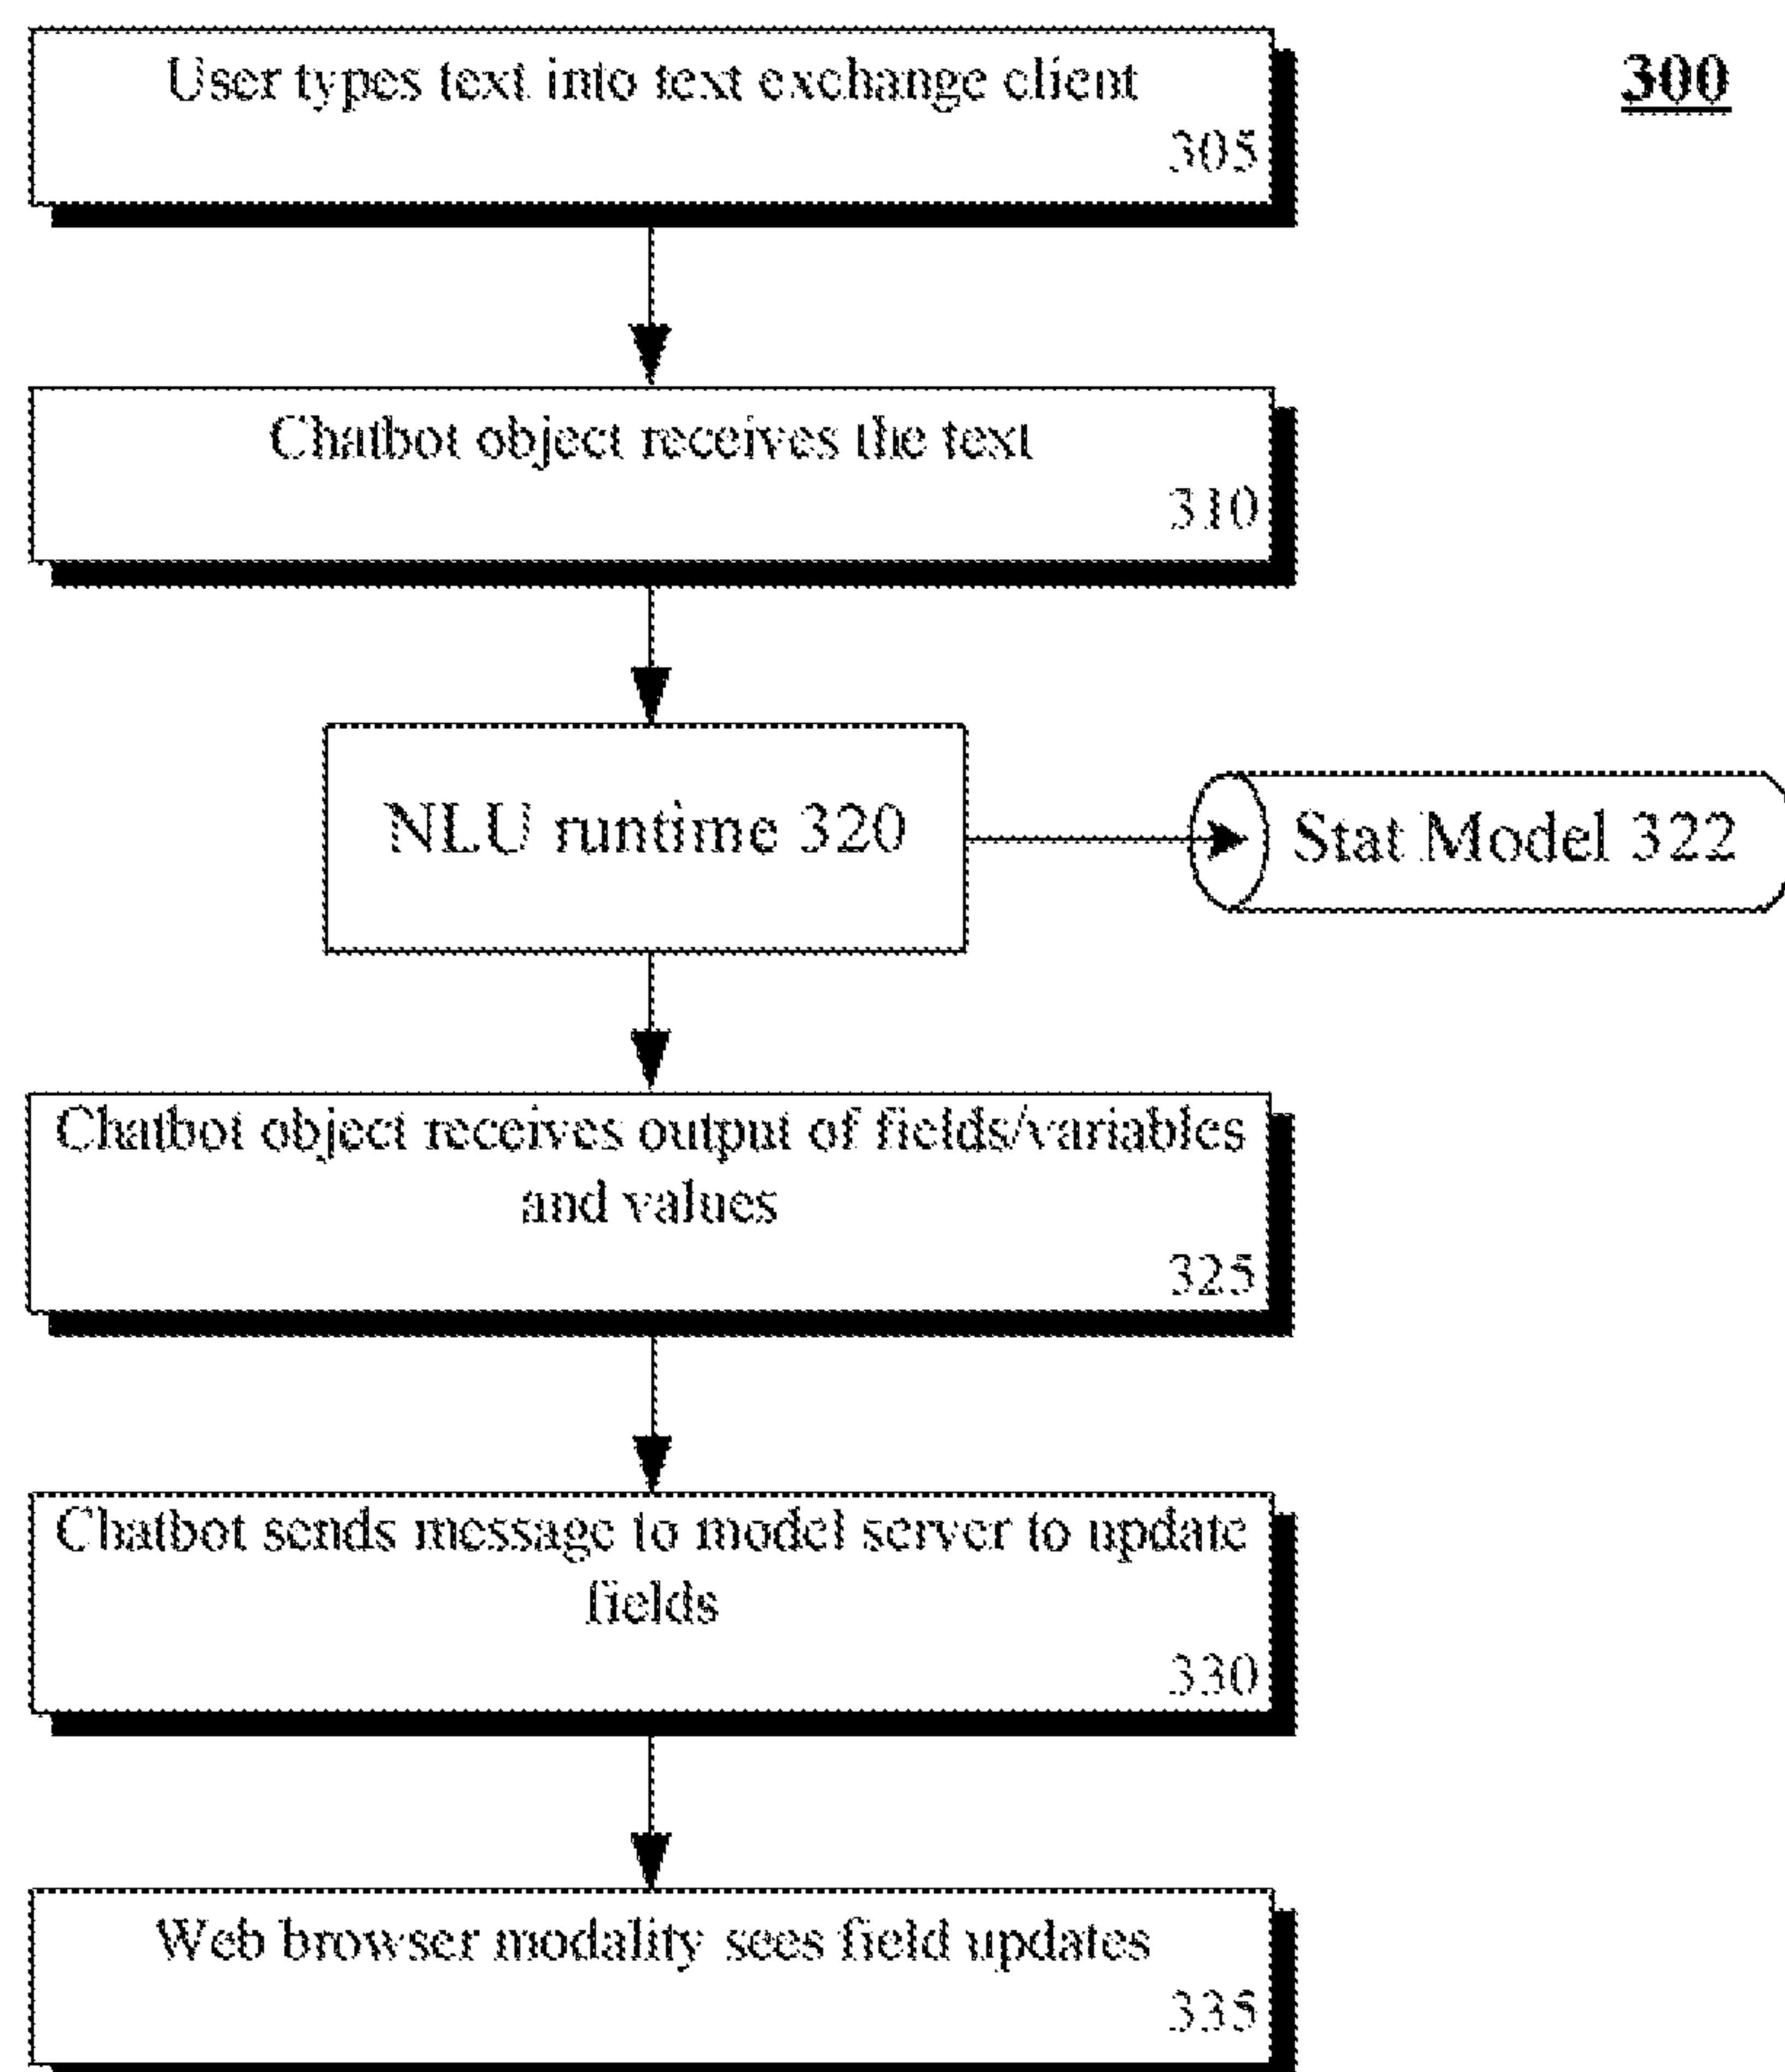 300
User types text into text exchange client
305
Chatbot object receives the text
310
NLU runtime 320
Stat Model 322
Chatbot object receives output of fields/variables
and values
325
Chatbot sends message to model server to update
fields
330
Web browser modality sees field updates
335